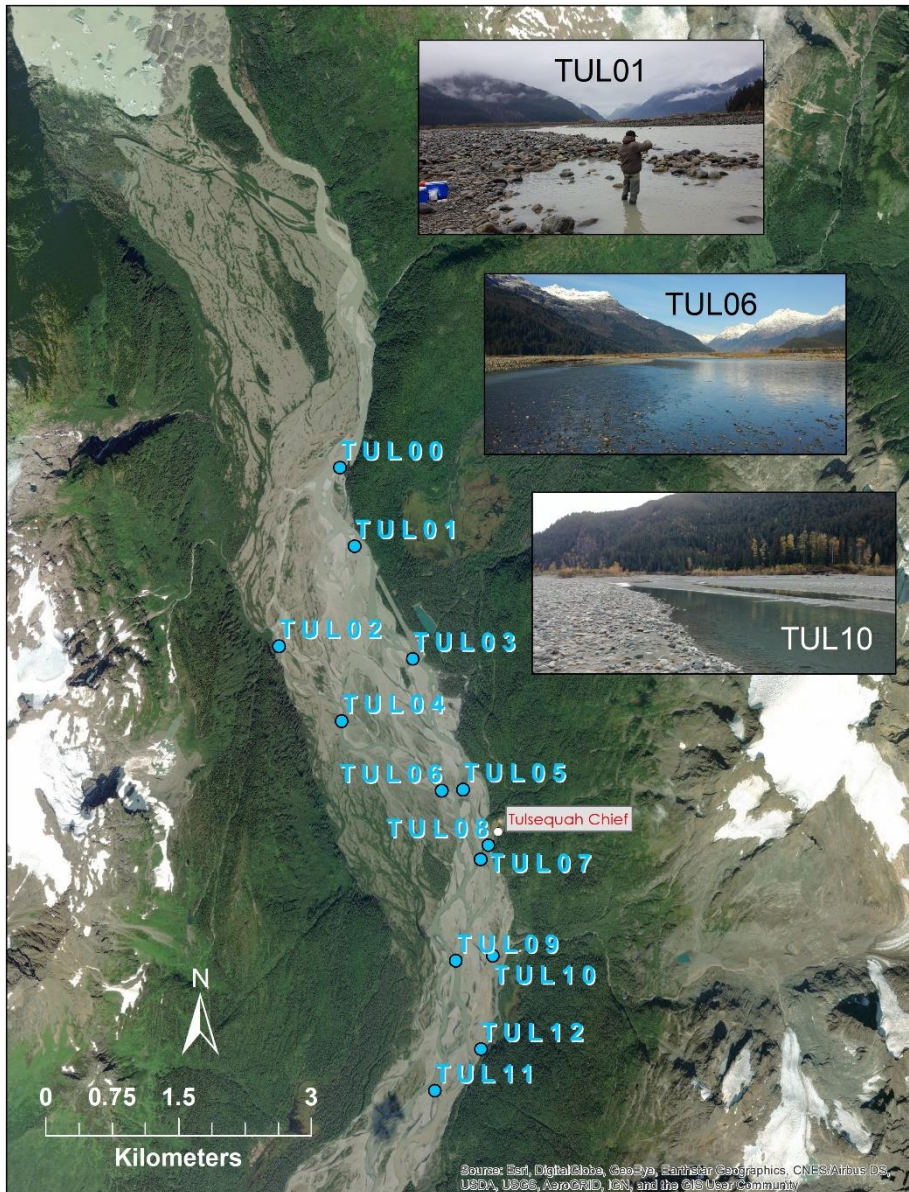 TUL01
TUL06
TUL00
TUL01
TUL10
TUL02
TUL03
TUL04
TUL06
TUL05
Tulsequah Chief
TUL08
TUL07
TUL09
TUL10
N
TUL12
TUL11
0 0.75 1.5 3
Kilometers
Source: Esri, DigitalGlobe, GeoEye, Earthstar Geographics, CNES/Airbus DS,
USDA, USGS, AeroGRID, IGN, and the GIS User Community